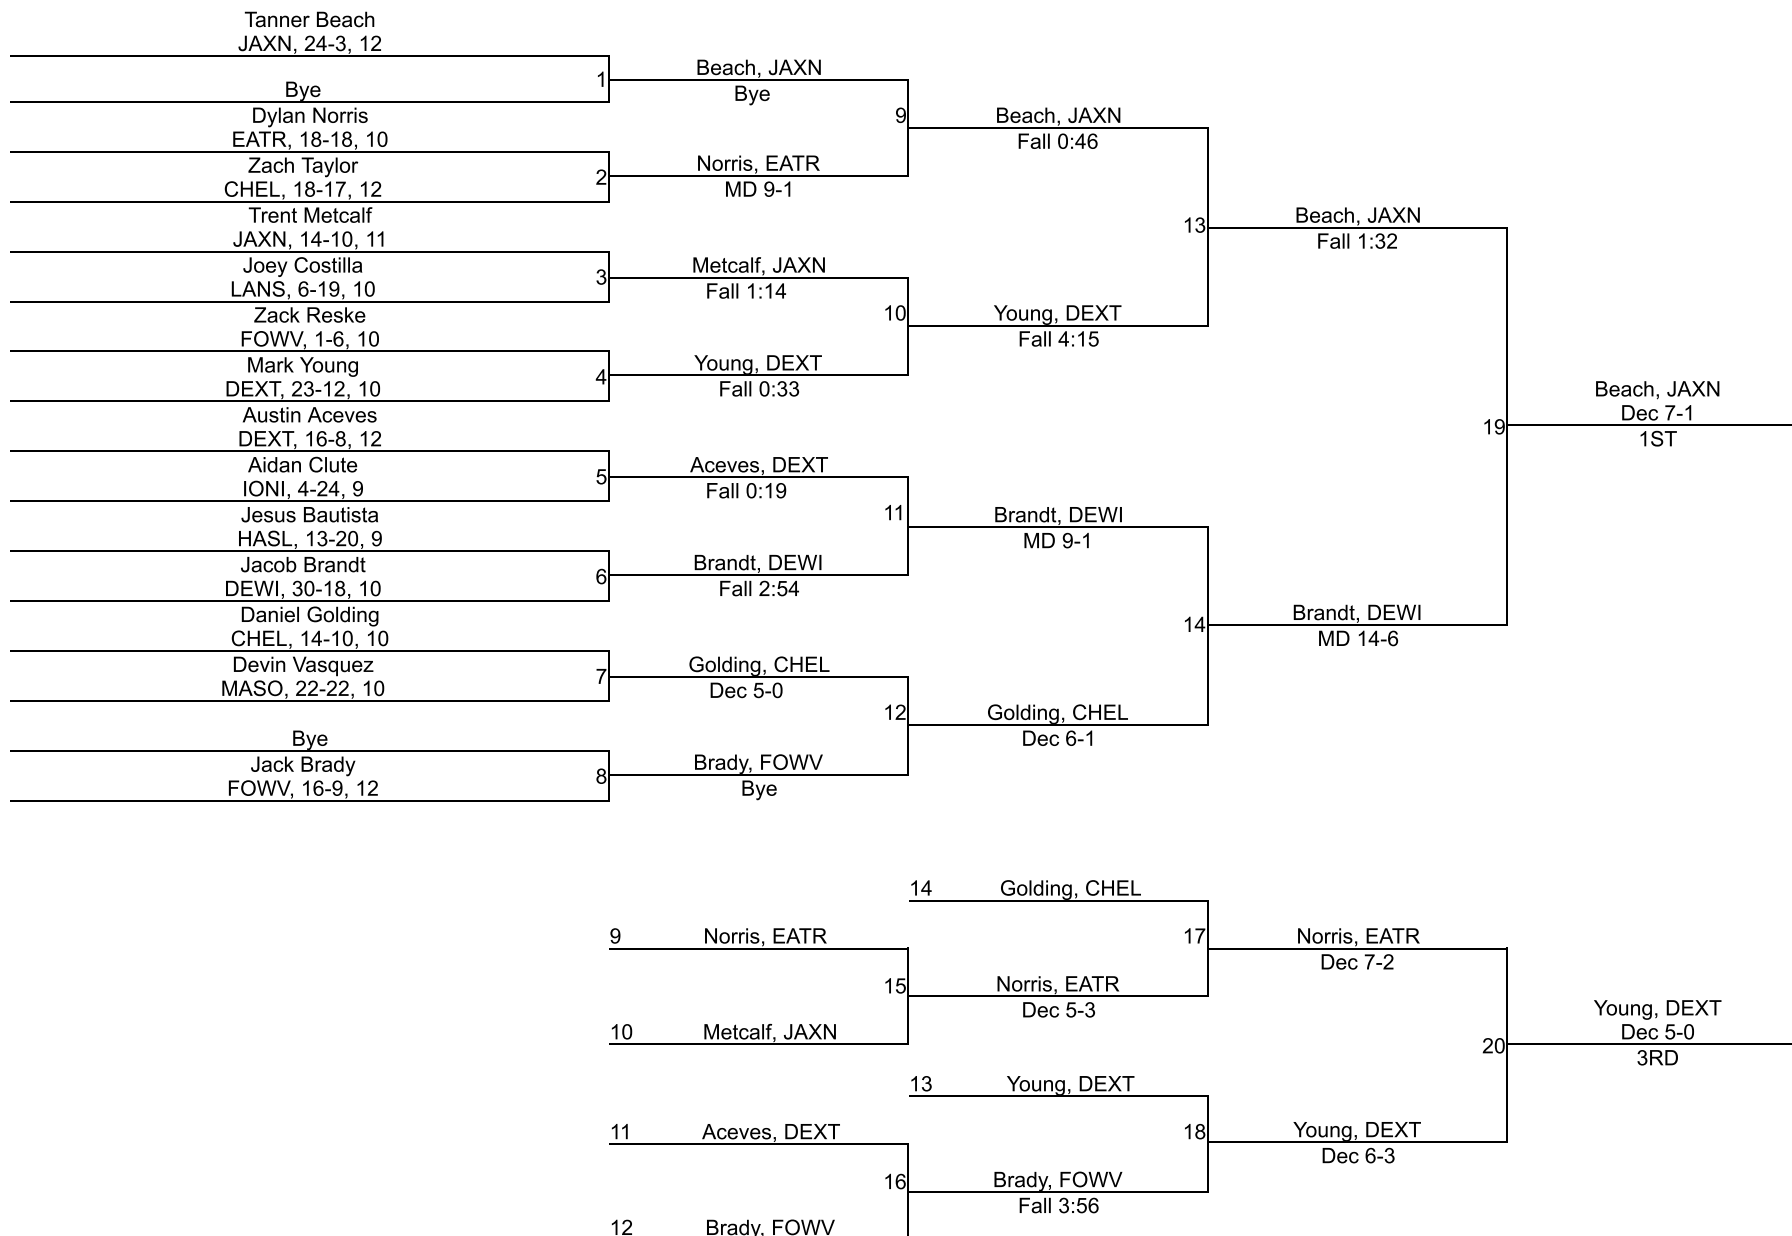 Tanner Beach
JAXN, 24-3, 12
Bye
Dylan Norris
EATR, 18-18, 10
Zach Taylor
CHEL, 18-17, 12
Trent Metcalf
JAXN, 14-10, 11
Joey Costilla
LANS, 6-19, 10
Zack Reske
FOWV, 1-6, 10
Mark Young
DEXT, 23-12, 10
Austin Aceves
DEXT, 16-8, 12
Aidan Clute
IONI, 4-24, 9
Jesus Bautista
HASL, 13-20, 9
Jacob Brandt
DEWI, 30-18, 10
Daniel Golding
CHEL, 14-10, 10
Devin Vasquez
MASO, 22-22, 10
Bye
Jack Brady
FOWV, 16-9, 12
1
Beach, JAXN
Bye
2
Norris, EATR
MD 9-1
3
Metcalf, JAXN
Fall 1:14
4
Young, DEXT
Fall 0:33
5
Aceves, DEXT
Fall 0:19
6
Brandt, DEWI
Fall 2:54
7
Golding, CHEL
Dec 5-0
8
Brady, FOWV
Bye
9
Beach, JAXN
Fall 0:46
10
Young, DEXT
Fall 4:15
11
Brandt, DEWI
MD 9-1
12
Golding, CHEL
Dec 6-1
13
Beach, JAXN
Fall 1:32
14
Brandt, DEWI
MD 14-6
19
Beach, JAXN
Dec 7-1
1ST
14 Golding, CHEL
9 Norris, EATR
10 Metcalf, JAXN
15
Norris, EATR
Dec 5-3
17
Norris, EATR
Dec 7-2
13 Young, DEXT
11 Aceves, DEXT
12 Brady, FOWV
16
Brady, FOWV
Fall 3:56
18
Young, DEXT
Dec 6-3
20
Young, DEXT
Dec 5-0
3RD